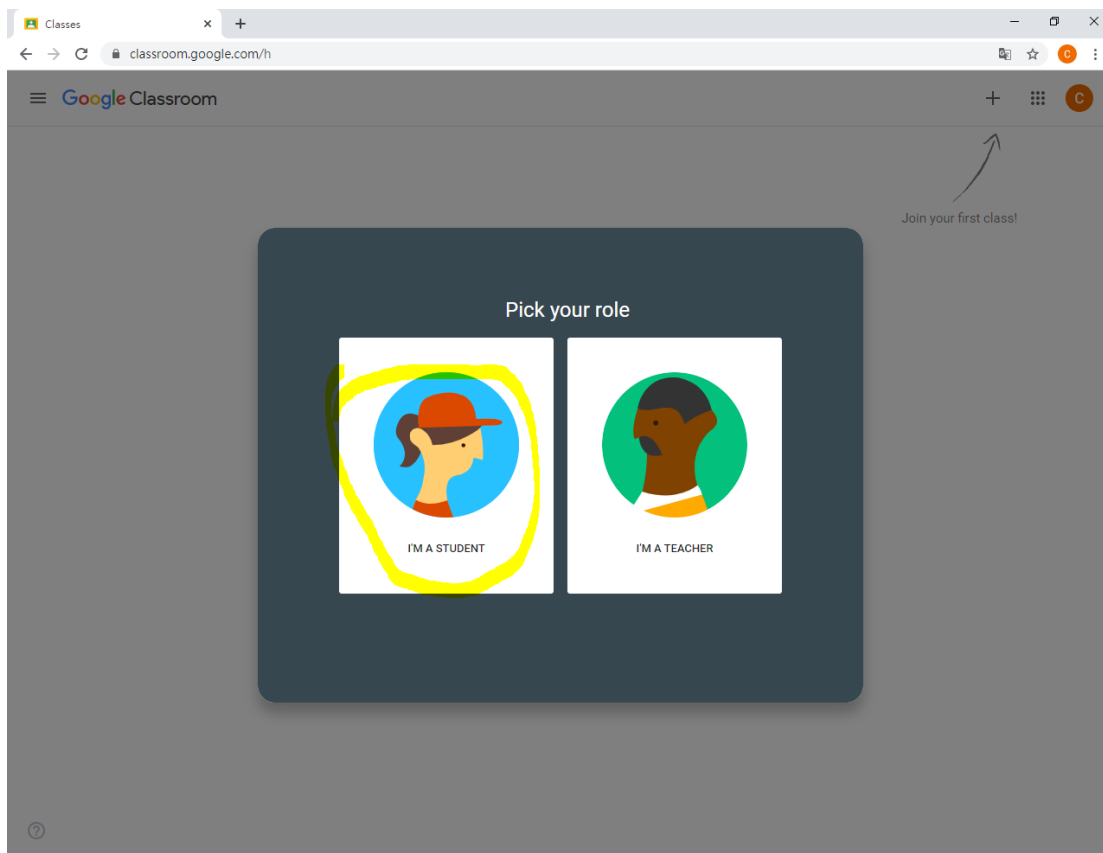 Classes
classroom.google.com/h
C
Google Classroom
C
Join your first class!
Pick your role
I'M A STUDENT
I'M A TEACHER